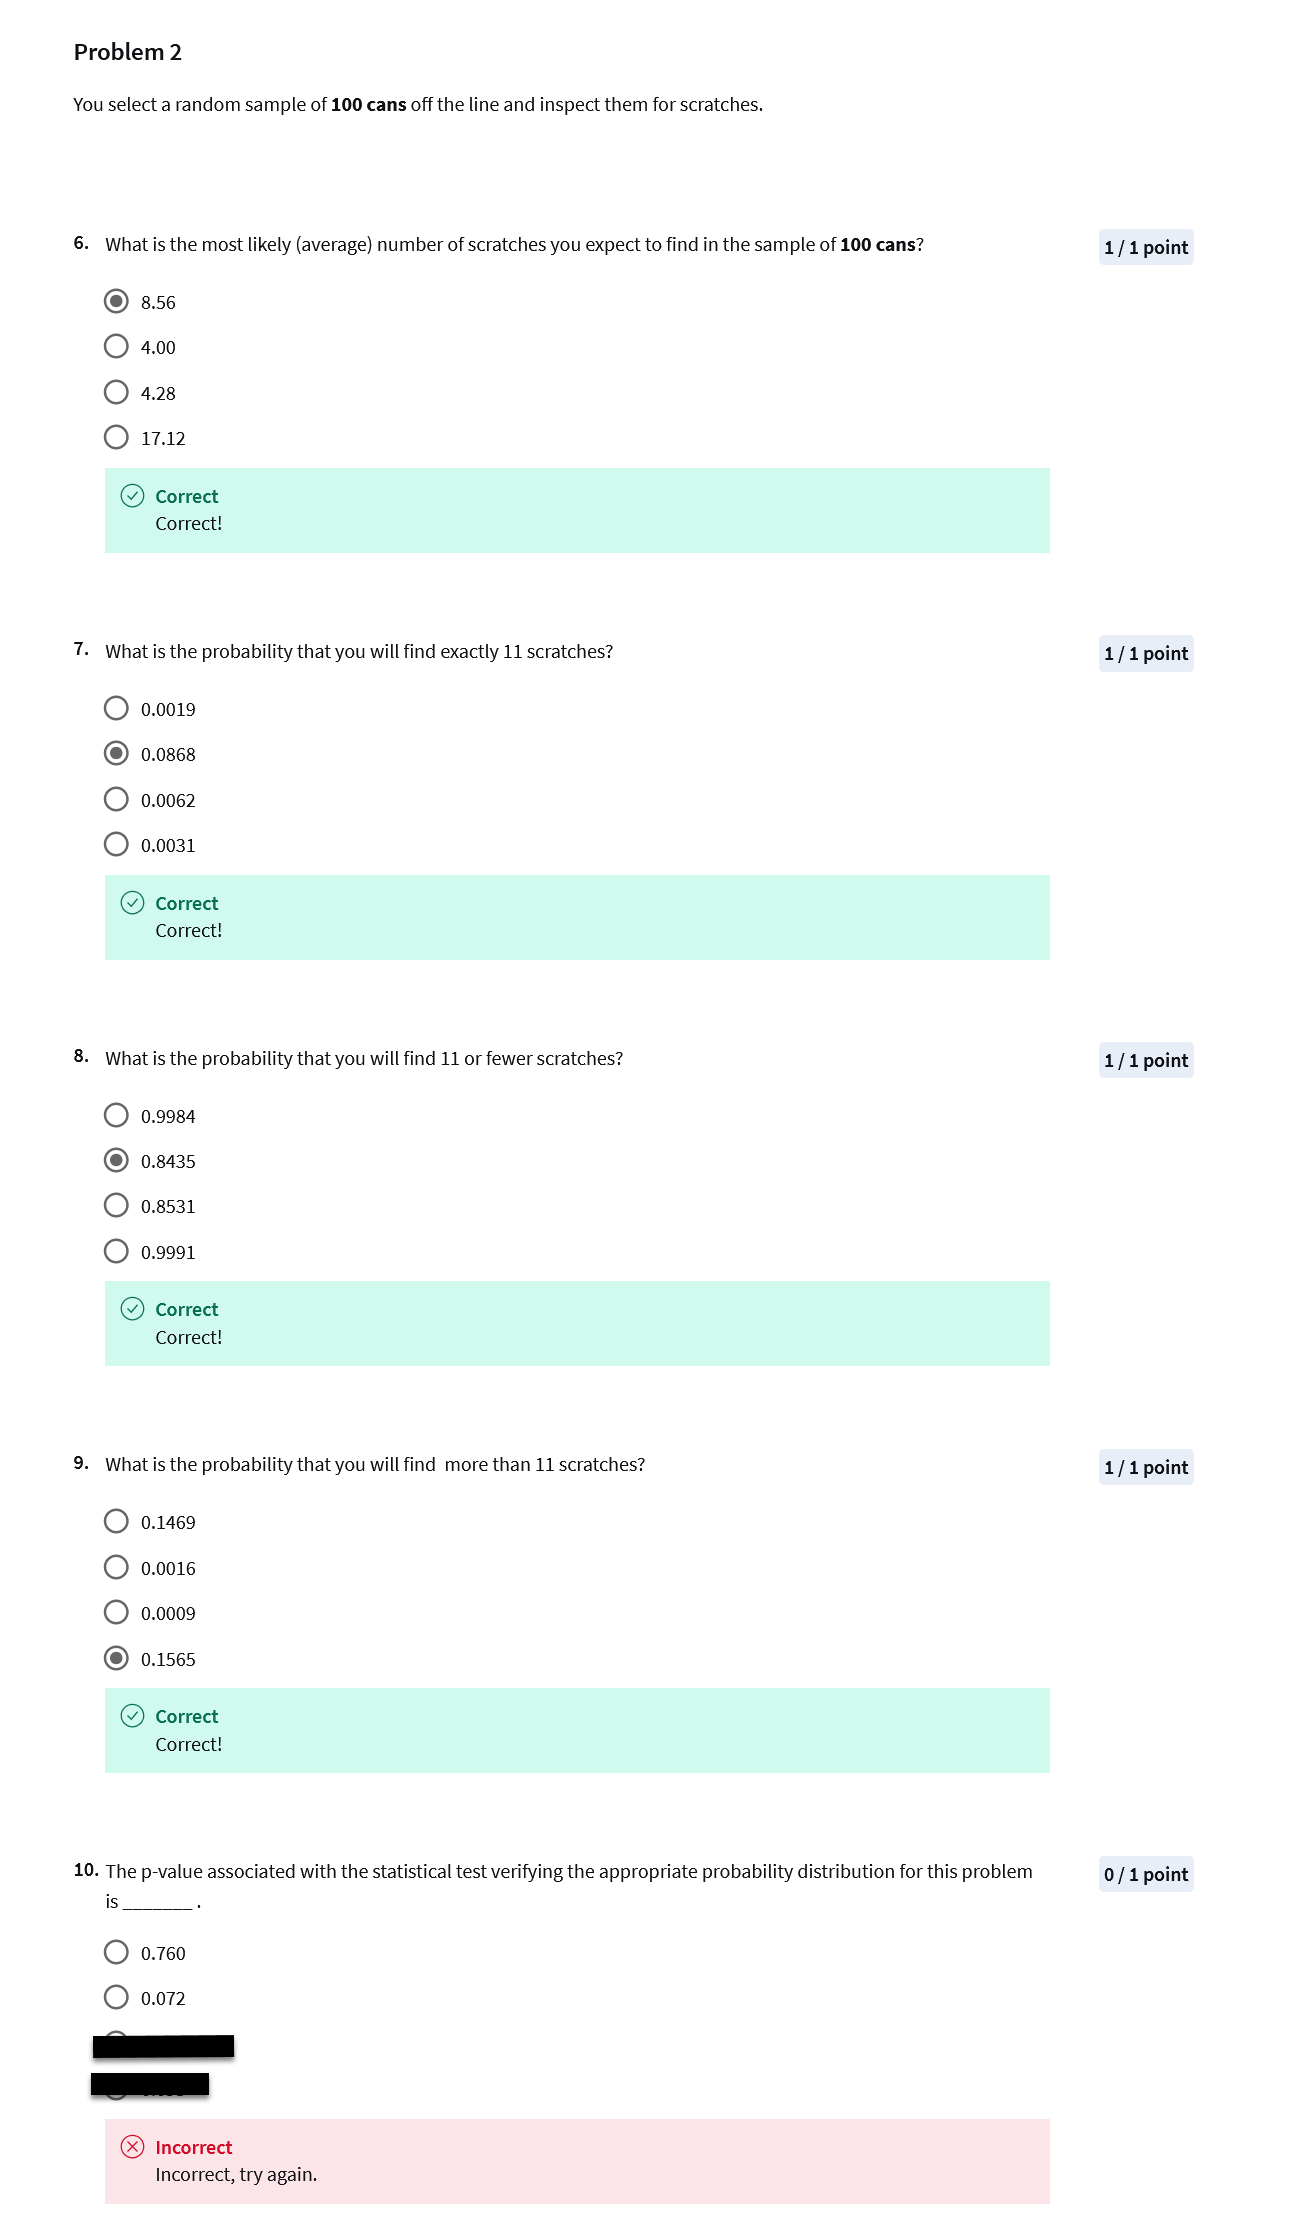 Problem 2
You select a random sample of 100 cans off the line and inspect them for scratches.
6. What is the most likely (average) number of scratches you expect to find in the sample of 100 cans?
1 / 1 point
8.56
4.00
4.28
17.12
Correct
Correct!
7. What is the probability that you will find exactly 11 scratches?
1 / 1 point
0.0019
0.0868
0.0062
0.0031
Correct
Correct!
8. What is the probability that you will find 11 or fewer scratches?
1 / 1 point
0.9984
0.8435
0.8531
0.9991
Correct
Correct!
9. What is the probability that you will find  more than 11 scratches?
1 / 1 point
0.1469
0.0016
0.0009
0.1565
Correct
Correct!
10. The p-value associated with the statistical test verifying the appropriate probability distribution for this problem
is _______ .
0 / 1 point
0.760
0.072
Incorrect
Incorrect, try again.